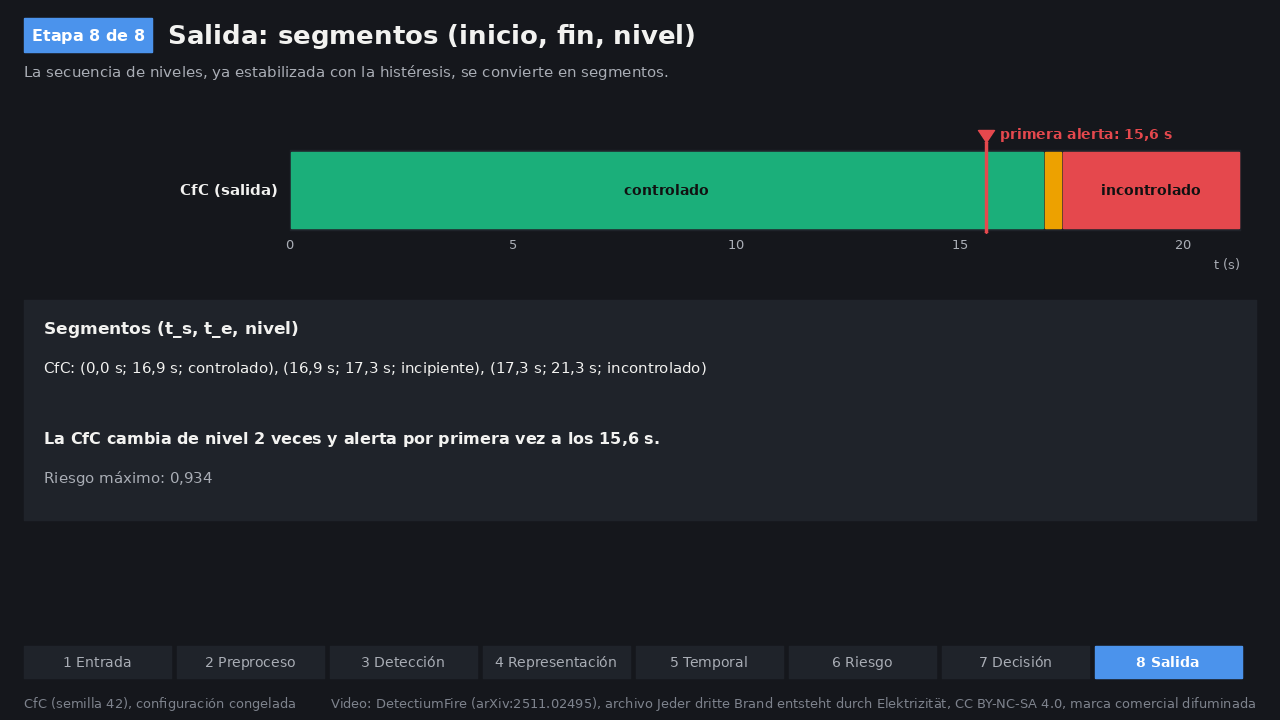 Etapa 8 de 8
Salida: segmentos (inicio, fin, nivel)
La secuencia de niveles, ya estabilizada con la histéresis, se convierte en segmentos.
primera alerta: 15,6 s
CfC (salida)
controlado
incontrolado
0 5 10 15 20
t (s)
Segmentos (t_s, t_e, nivel)
CfC: (0,0 s; 16,9 s; controlado), (16,9 s; 17,3 s; incipiente), (17,3 s; 21,3 s; incontrolado)
La CfC cambia de nivel 2 veces y alerta por primera vez a los 15,6 s.
Riesgo máximo: 0,934
1 Entrada 2 Preproceso 3 Detección 4 Representación 5 Temporal 6 Riesgo 7 Decisión 8 Salida
CfC (semilla 42), configuración congelada
Video: DetectiumFire (arXiv:2511.02495), archivo Jeder dritte Brand entsteht durch Elektrizität, CC BY-NC-SA 4.0, marca comercial difuminada